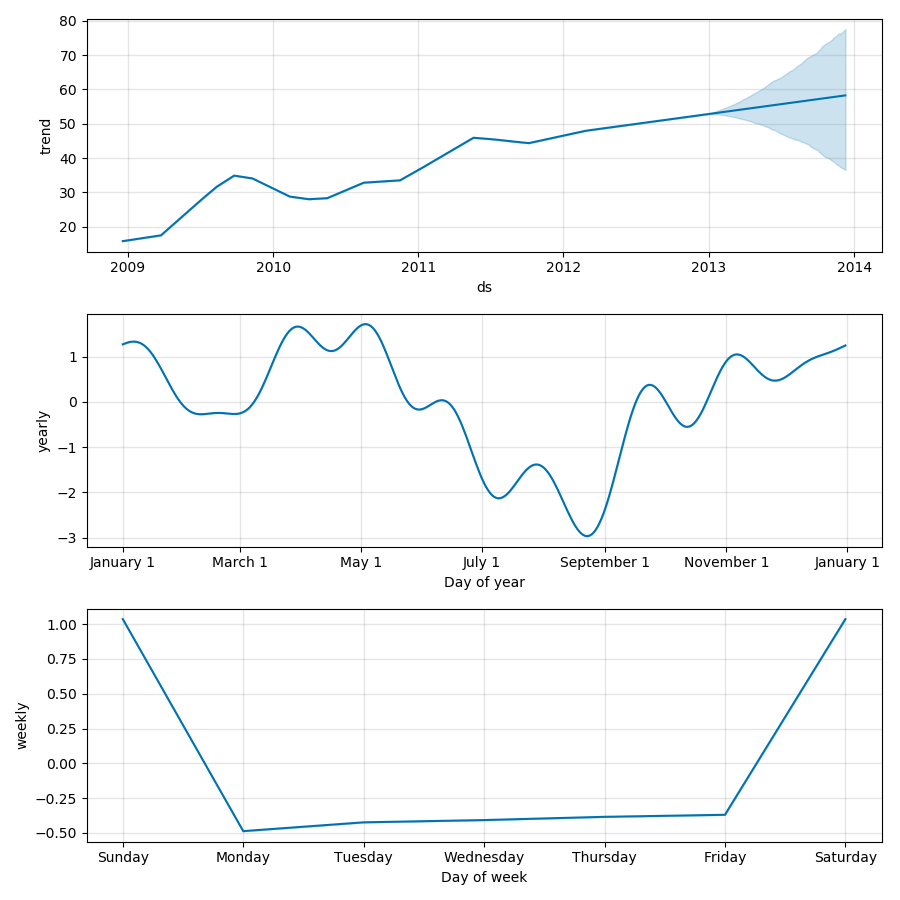 80
70
60
50
40
30
20
trend
2009 2010 2011 2012 2013 2014
ds
1
0
−1
−2
−3
yearly
January 1 March 1 May 1 July 1 September 1 November 1 January 1
Day of year
1.00
0.75
0.50
0.25
0.00
−0.25
−0.50
weekly
Sunday Monday Tuesday Wednesday Thursday Friday Saturday
Day of week